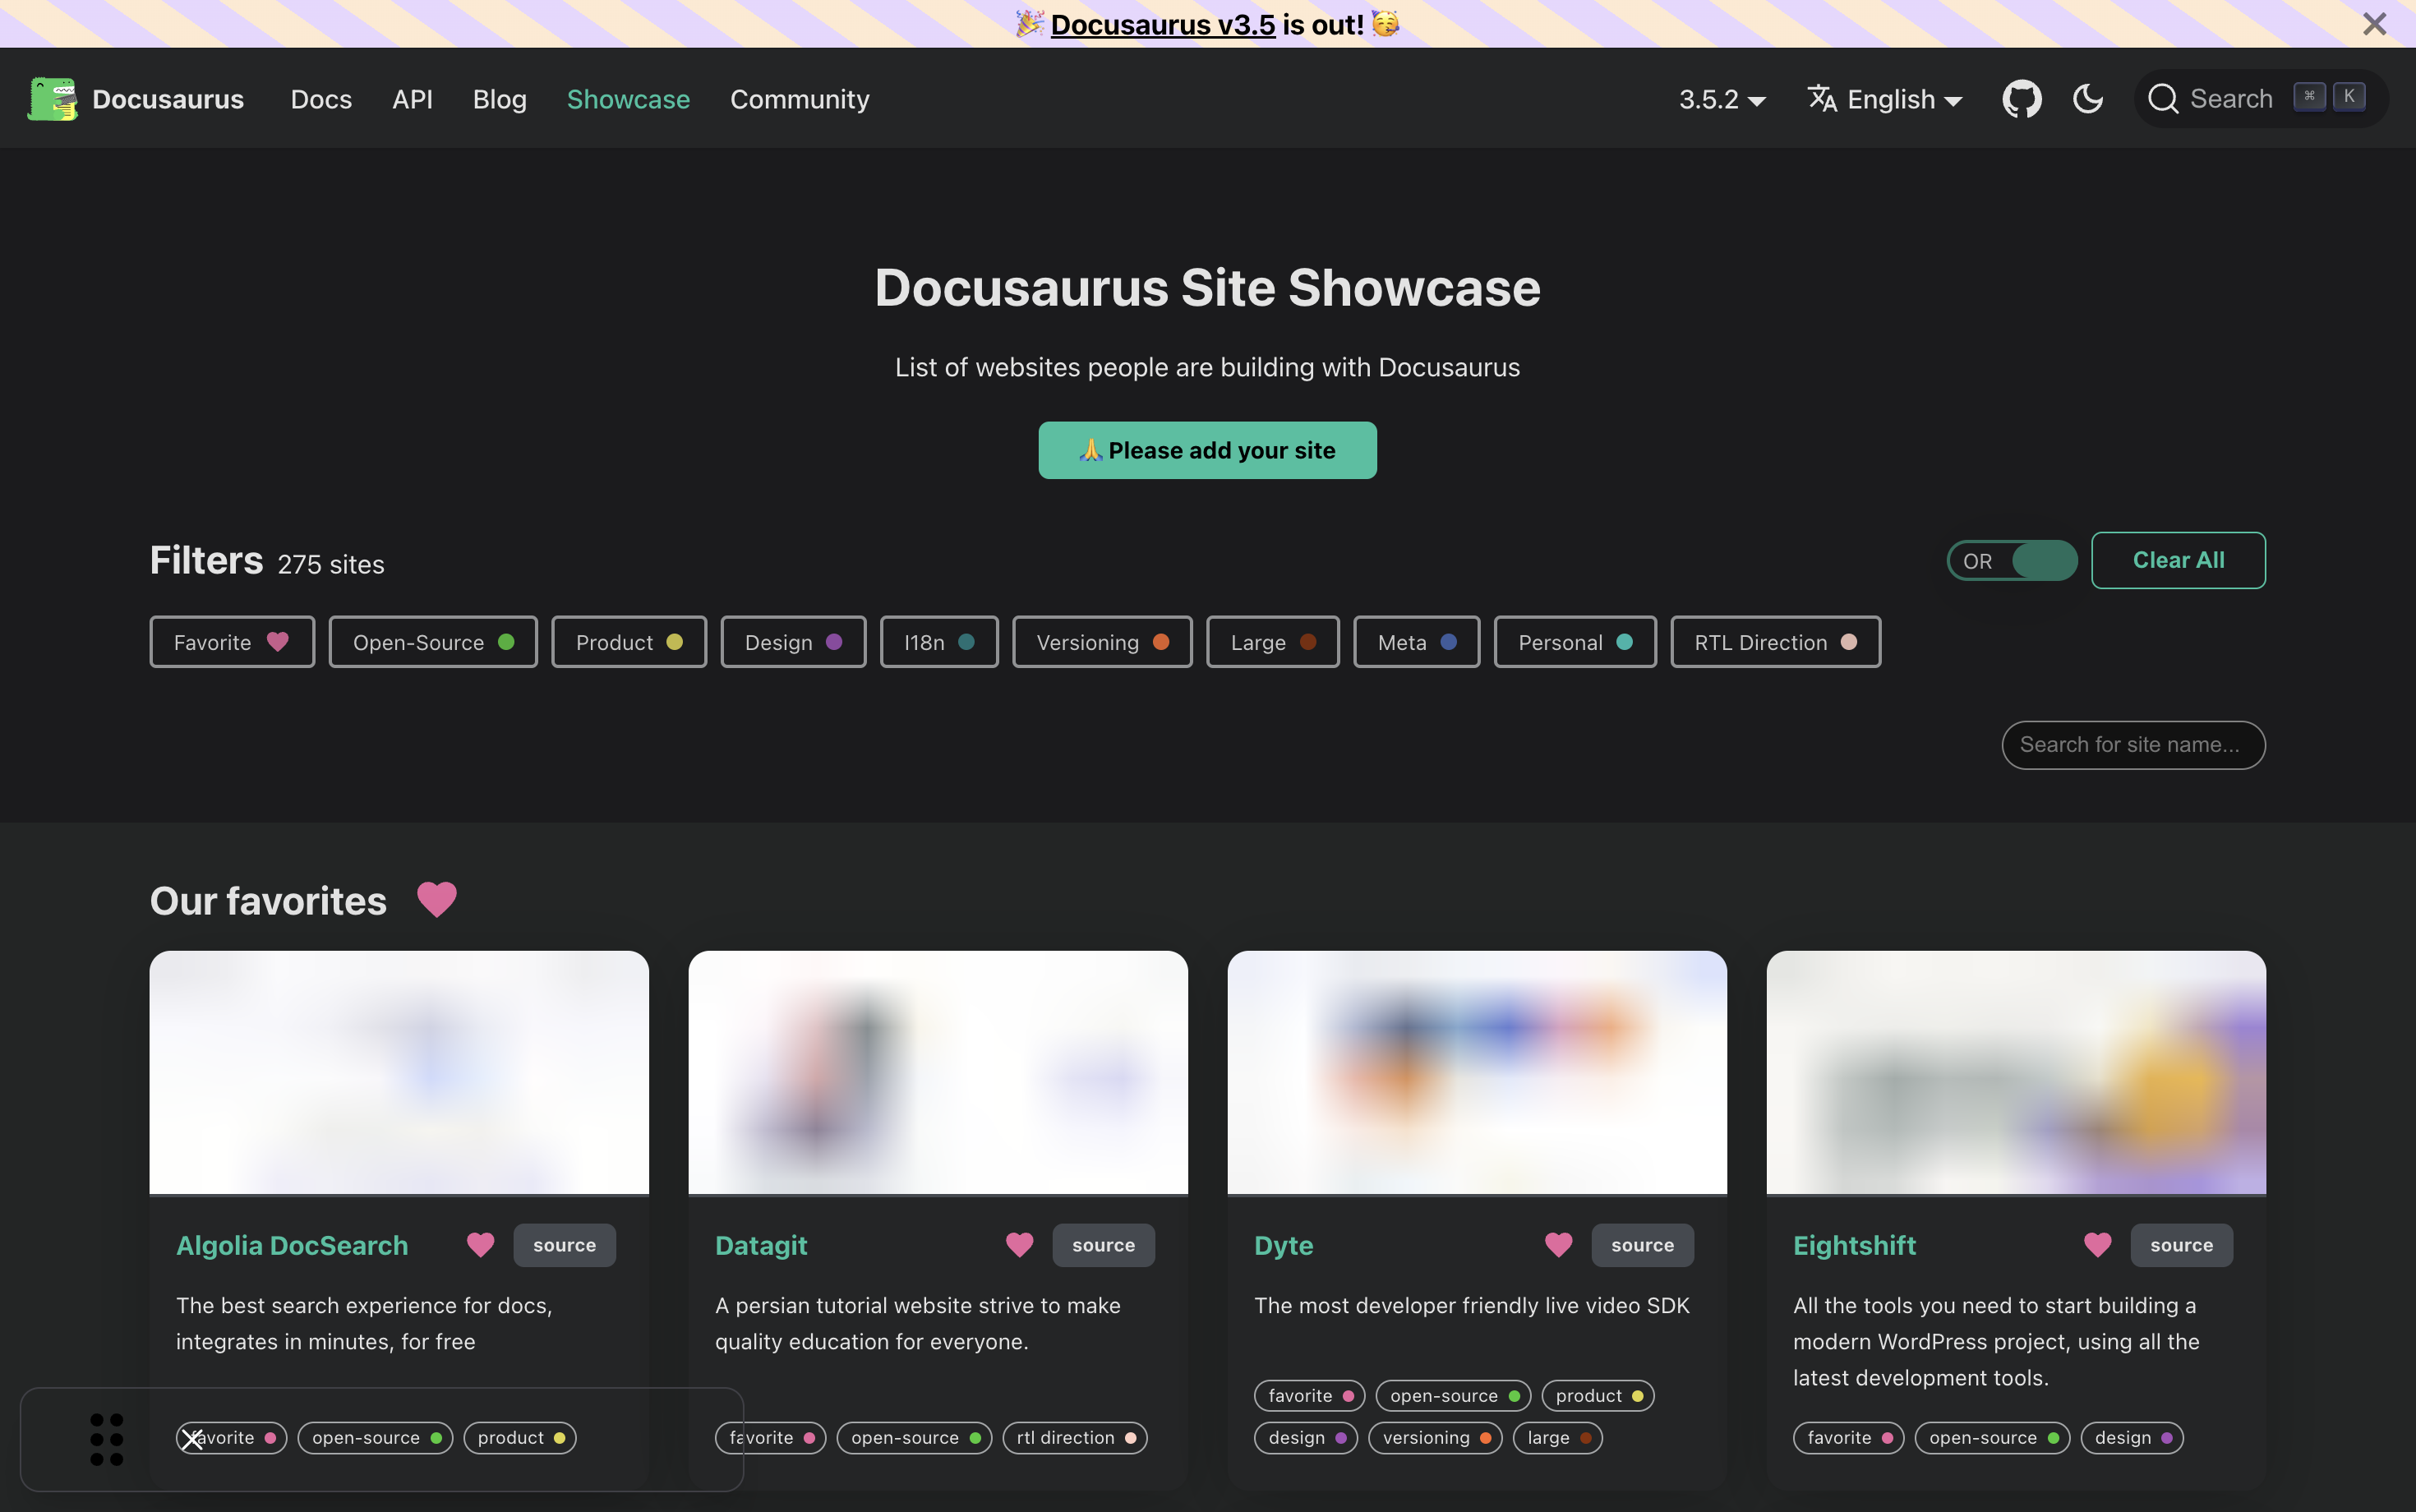 🎉 Docusaurus v3.5 is out! 🥳
Docusaurus Docs API Blog Showcase Community 3.5.2 English Search ⌘ K
Docusaurus Site Showcase
List of websites people are building with Docusaurus
🙏 Please add your site
Filters 275 sites OR Clear All
Favorite Open-Source Product Design I18n Versioning Large Meta Personal RTL Direction
Search for site name...
Our favorites
Algolia DocSearch source
The best search experience for docs,
integrates in minutes, for free
favorite open-source product
Datagit source
A persian tutorial website strive to make
quality education for everyone.
favorite open-source rtl direction
Dyte source
The most developer friendly live video SDK
favorite open-source product
design versioning large
Eightshift source
All the tools you need to start building a
modern WordPress project, using all the
latest development tools.
favorite open-source design